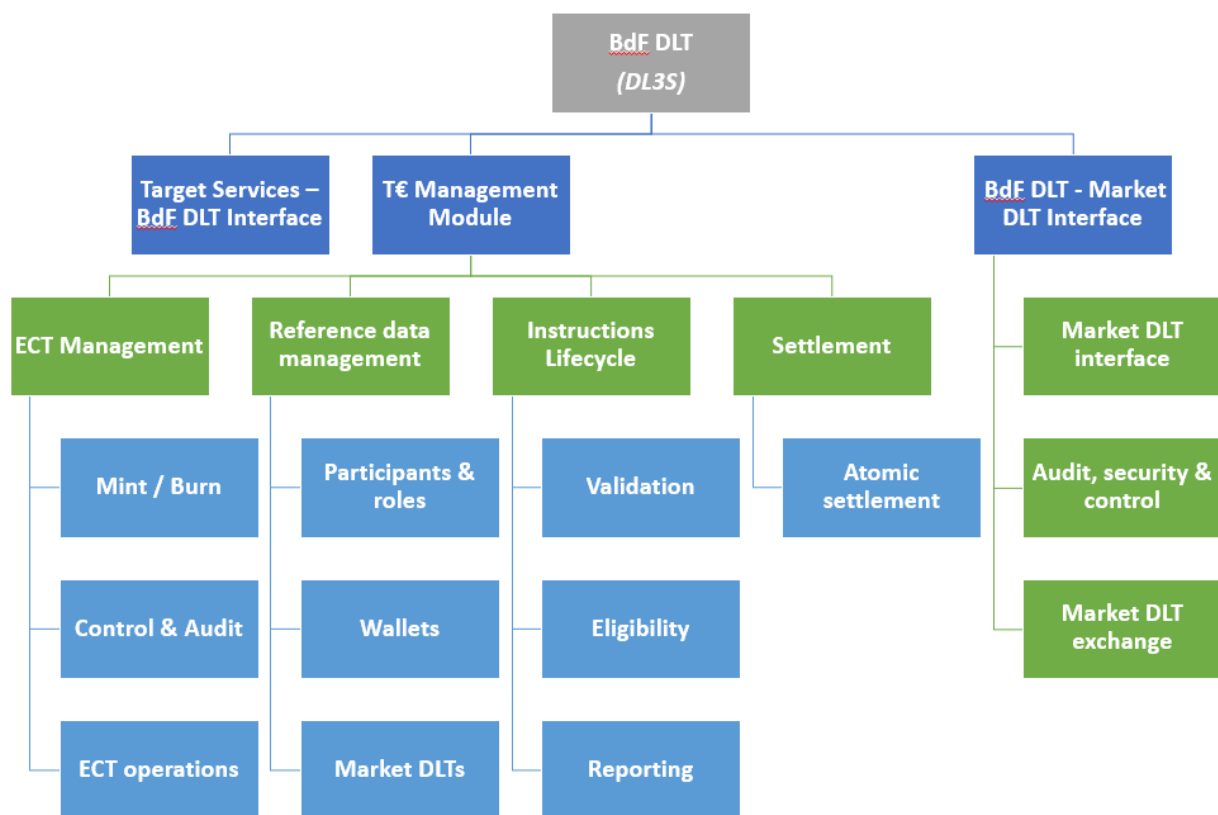 BdF DLT
(DL3S)
Target Services –
BdF DLT Interface
T€ Management
Module
BdF DLT - Market
DLT Interface
ECT Management
Reference data
management
Instructions
Lifecycle
Settlement
Market DLT
interface
Mint / Burn
Participants &
roles
Validation
Atomic
settlement
Audit, security &
control
Control & Audit
Wallets
Eligibility
Market DLT
exchange
ECT operations
Market DLTs
Reporting